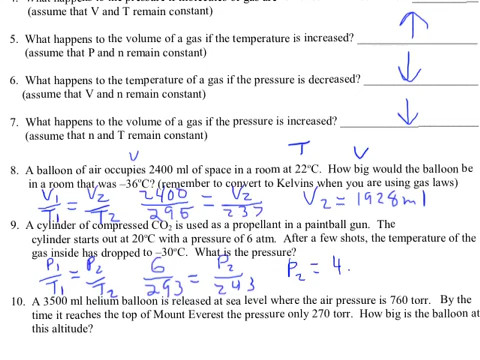 (assume that V and T remain constant)
5. What happens to the volume of a gas if the temperature is increased? ↑
(assume that P and n remain constant)
6. What happens to the temperature of a gas if the pressure is decreased? ↓
(assume that V and n remain constant)
7. What happens to the volume of a gas if the pressure is increased? ↓
(assume that n and T remain constant)
V T V
8. A balloon of air occupies 2400 ml of space in a room at 22°C. How big would the balloon be
in a room that was –36°C? (remember to convert to Kelvins when you are using gas laws)
V₁/T₁ = V₂/T₂ 2400/295 = V₂/237 V₂ = 1928ml
9. A cylinder of compressed CO₂ is used as a propellant in a paintball gun. The
cylinder starts out at 20°C with a pressure of 6 atm. After a few shots, the temperature of the
gas inside has dropped to –30°C. What is the pressure?
P₁/T₁ = P₂/T₂ 6/293 = P₂/243 P₂ = 4.
10. A 3500 ml helium balloon is released at sea level where the air pressure is 760 torr. By the
time it reaches the top of Mount Everest the pressure only 270 torr. How big is the balloon at
this altitude?